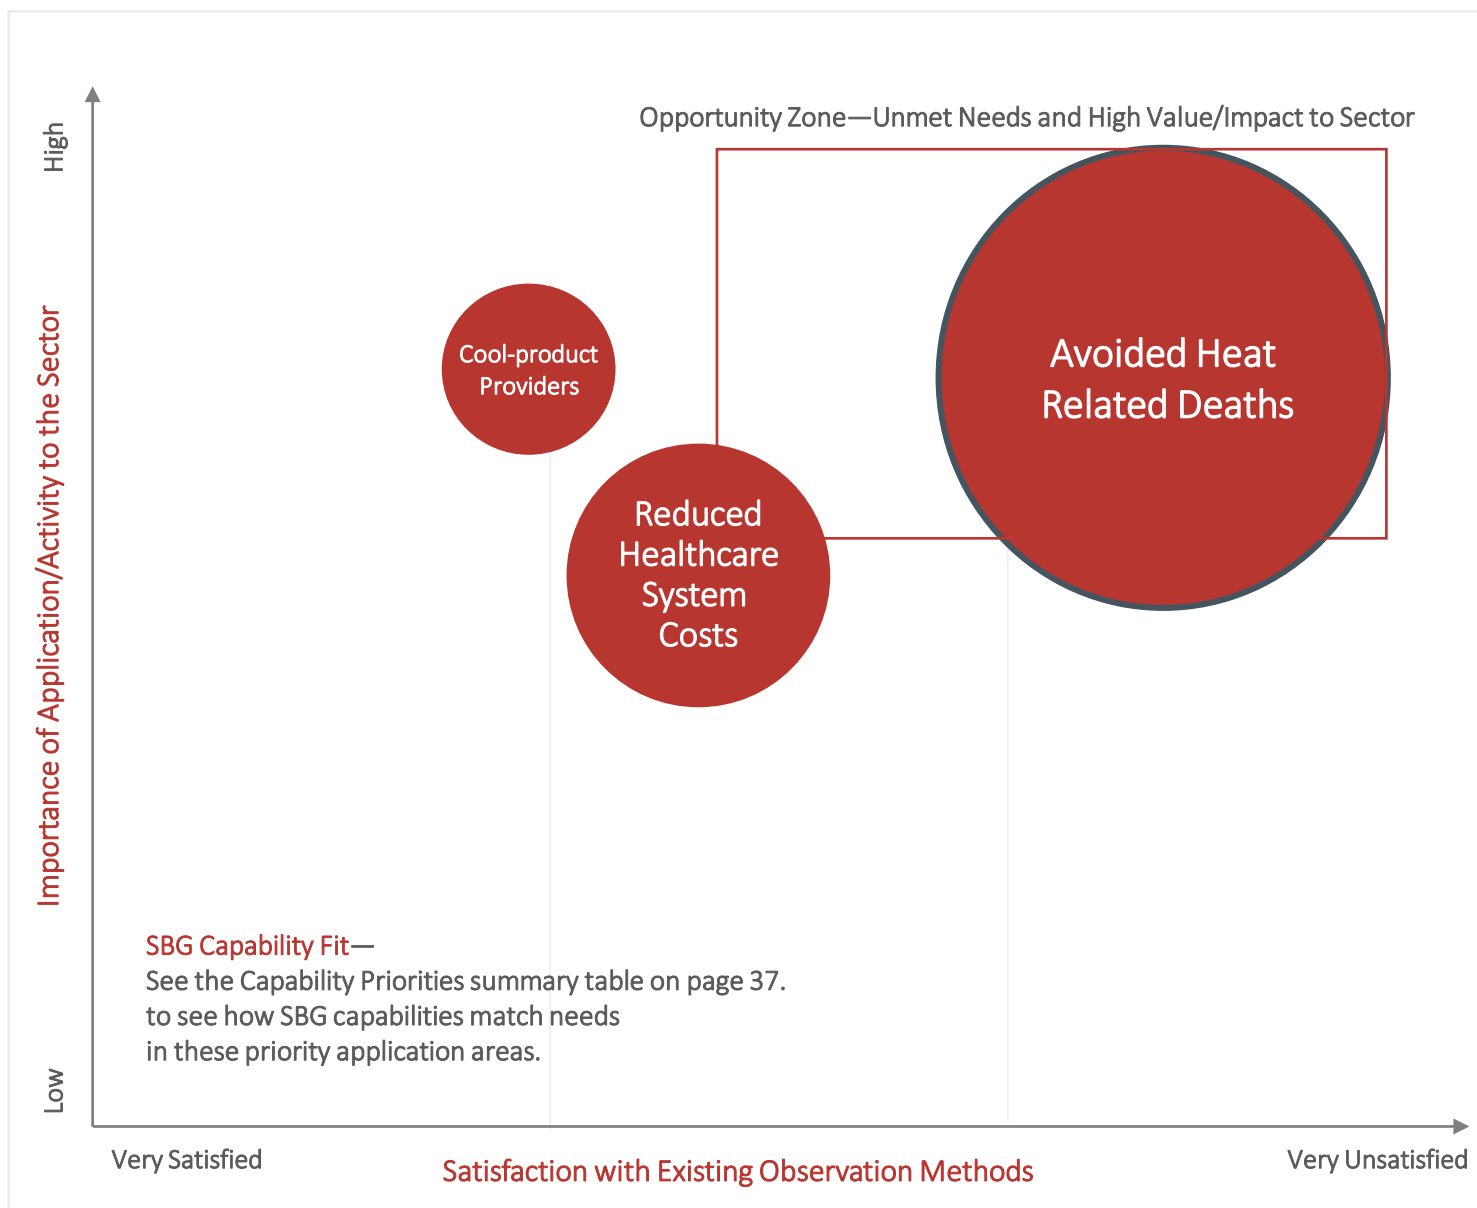 Opportunity Zone—Unmet Needs and High Value/Impact to Sector
High
Importance of Application/Activity to the Sector
Low
Cool-product
Providers
Avoided Heat
Related Deaths
Reduced
Healthcare
System
Costs
SBG Capability Fit—
See the Capability Priorities summary table on page 37.
to see how SBG capabilities match needs
in these priority application areas.
Very Satisfied
Satisfaction with Existing Observation Methods
Very Unsatisfied